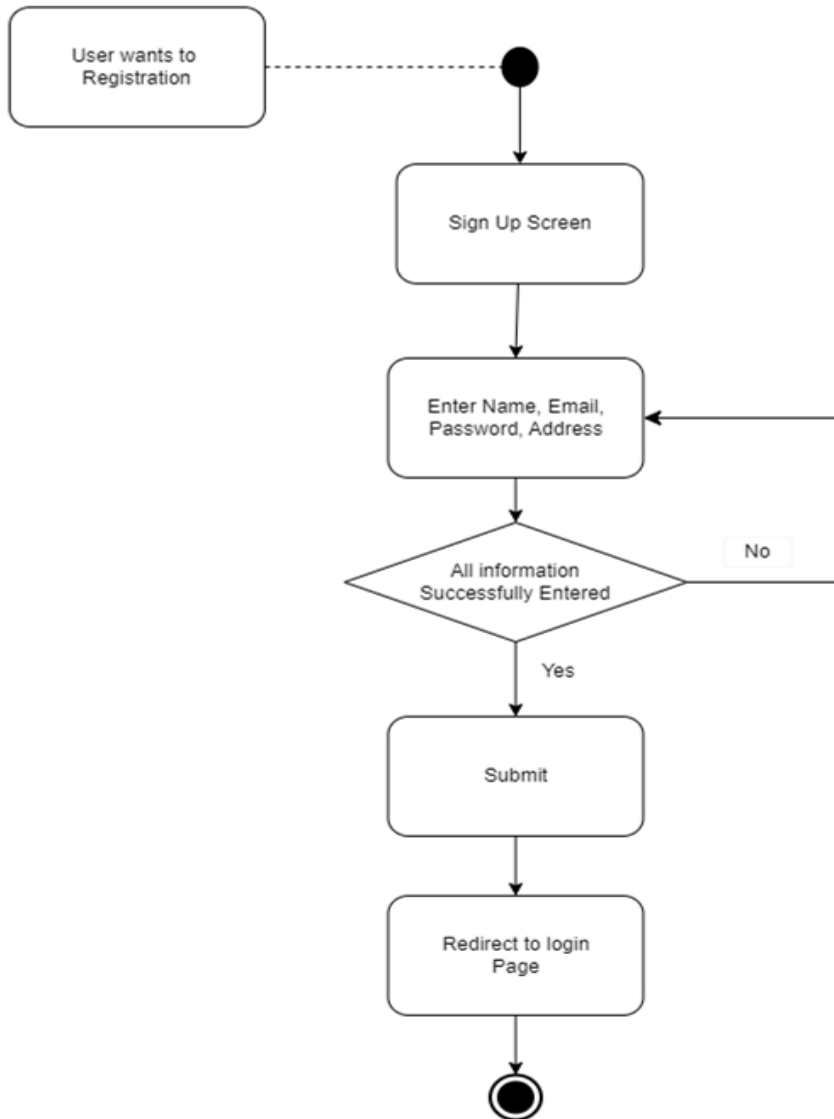 User wants to
Registration
Sign Up Screen
Enter Name, Email,
Password, Address
All information
Successfully Entered
No
Yes
Submit
Redirect to login
Page